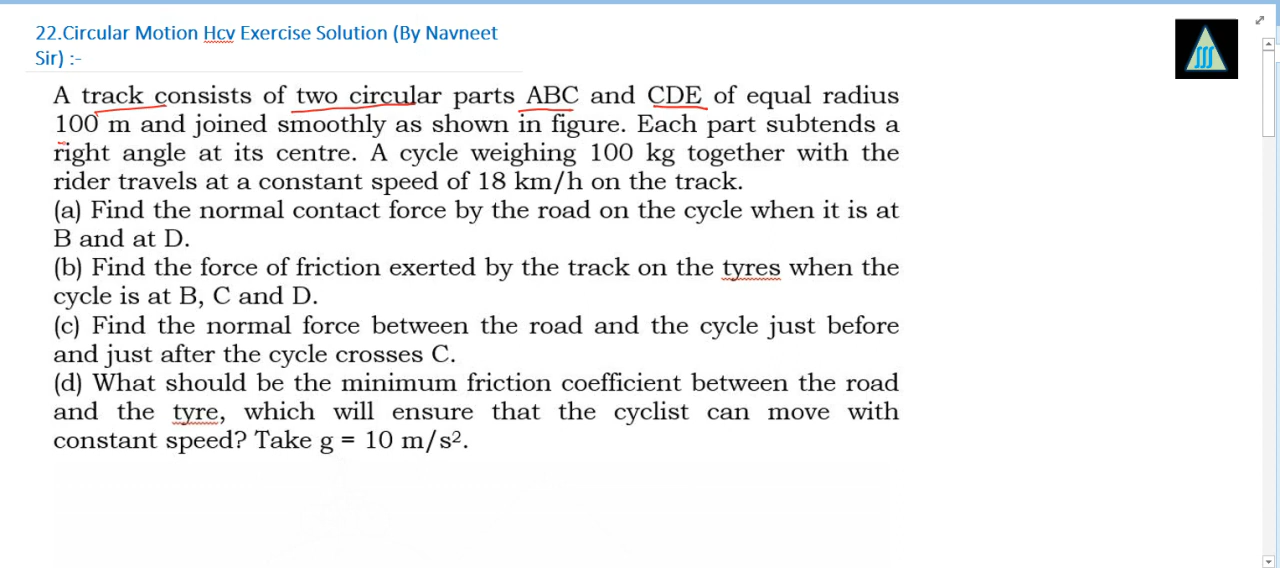 22.Circular Motion Hcv Exercise Solution (By Navneet
Sir) :-
A track consists of two circular parts ABC and CDE of equal radius
100 m and joined smoothly as shown in figure. Each part subtends a
right angle at its centre. A cycle weighing 100 kg together with the
rider travels at a constant speed of 18 km/h on the track.
(a) Find the normal contact force by the road on the cycle when it is at
B and at D.
(b) Find the force of friction exerted by the track on the tyres when the
cycle is at B, C and D.
(c) Find the normal force between the road and the cycle just before
and just after the cycle crosses C.
(d) What should be the minimum friction coefficient between the road
and the tyre, which will ensure that the cyclist can move with
constant speed? Take g = 10 m/s².